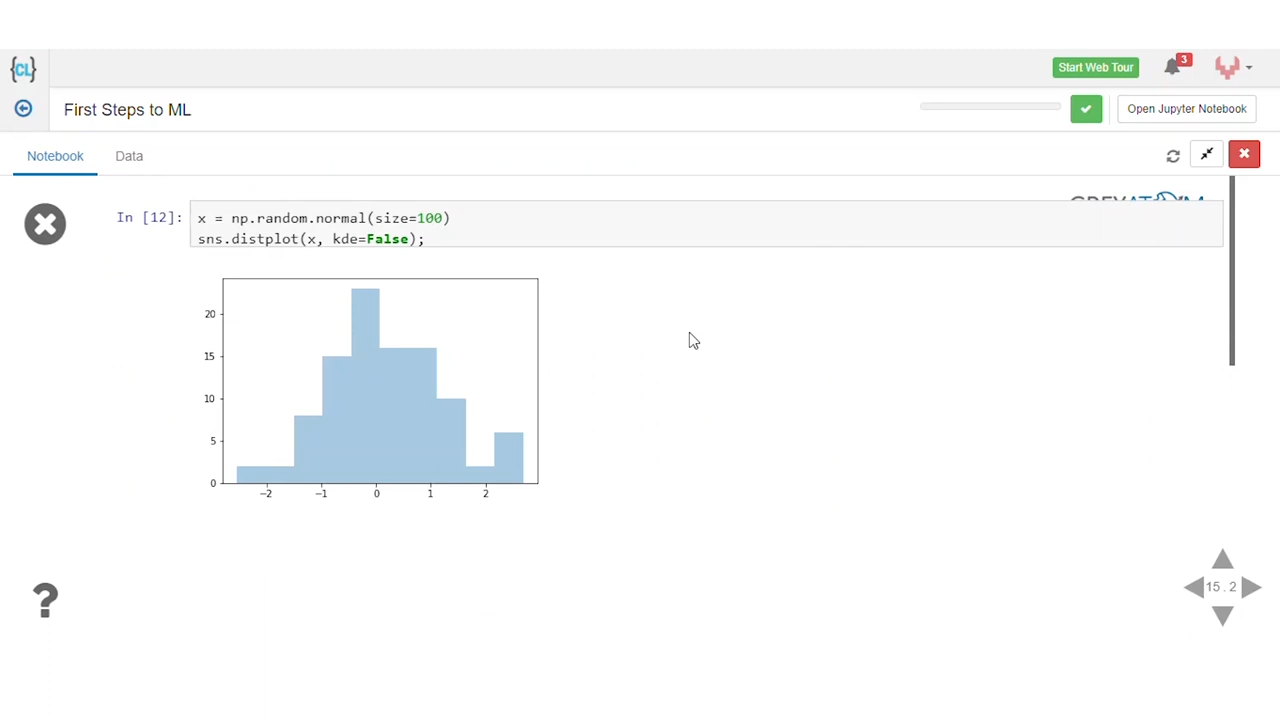 {CL}
Start Web Tour
3
First Steps to ML
Open Jupyter Notebook
Notebook
Data
In [12]:
x = np.random.normal(size=100)
sns.distplot(x, kde=False);
20
15
10
5
0
−2
−1
0
1
2
?
15.2